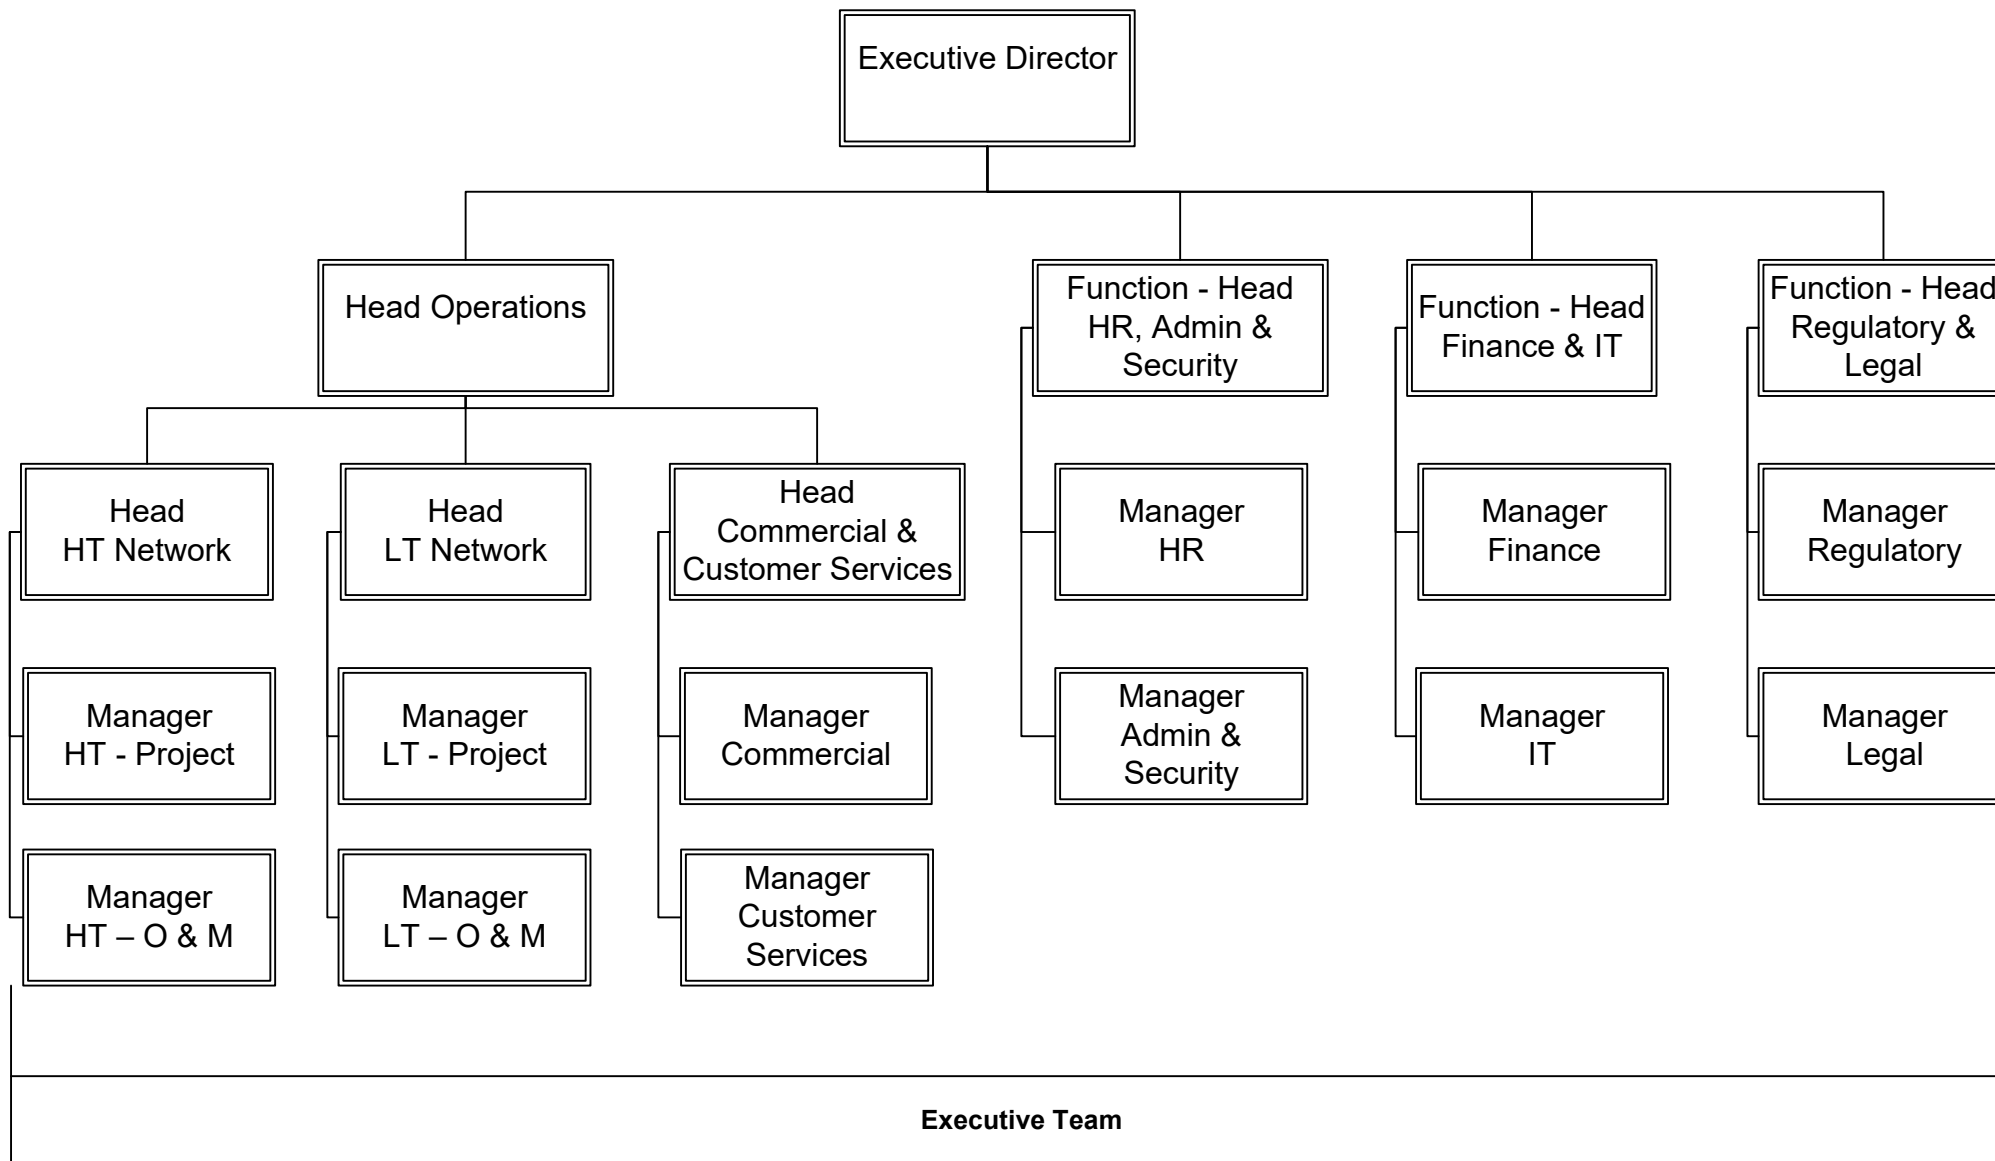 Executive Director
Head Operations
Function - Head
HR, Admin &
Security
Function - Head
Finance & IT
Function - Head
Regulatory &
Legal
Head
HT Network
Head
LT Network
Head
Commercial &
Customer Services
Manager
HR
Manager
Finance
Manager
Regulatory
Manager
HT - Project
Manager
LT - Project
Manager
Commercial
Manager
Admin &
Security
Manager
IT
Manager
Legal
Manager
HT – O & M
Manager
LT – O & M
Manager
Customer
Services
Executive Team